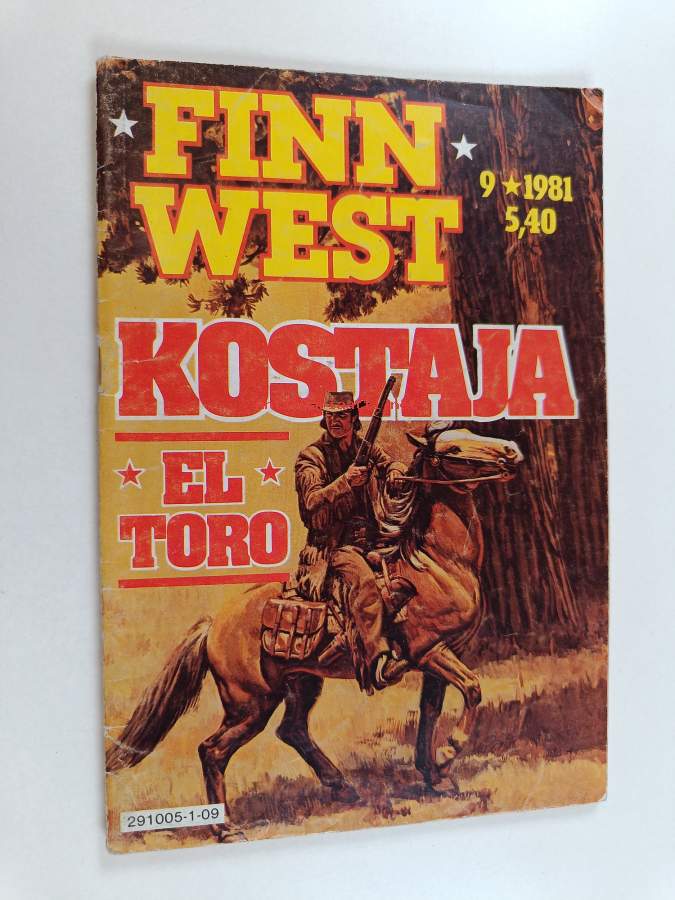 FINN
WEST
9 ★ 1981
5,40
KOSTAJA
★ EL ★
TORO
291005-1-09